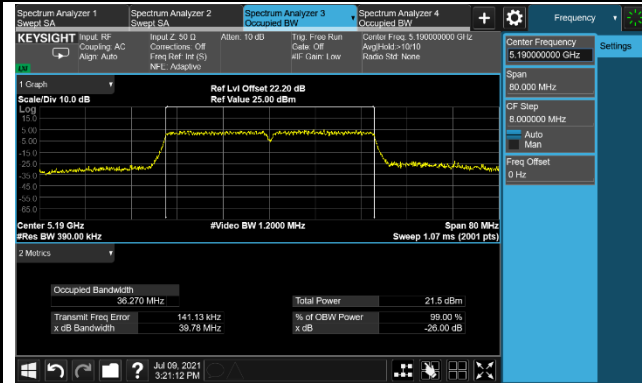 Spectrum Analyzer 1
Swept SA
Spectrum Analyzer 2
Swept SA
Spectrum Analyzer 3
Occupied BW
Spectrum Analyzer 4
Occupied BW
+
Frequency
KEYSIGHT
Input: RF
Coupling: AC
Align: Auto
Input Z: 50 Ω
Corrections: Off
Freq Ref: Int (S)
NFE: Adaptive
Atten: 10 dB
Trig: Free Run
Gate: Off
#IF Gain: Low
Center Freq: 5.190000000 GHz
Avg|Hold:>10/10
Radio Std: None
Center Frequency
5.190000000 GHz
Settings
Span
80.000 MHz
CF Step
8.000000 MHz
Auto
Man
Freq Offset
0 Hz
1 Graph
Scale/Div 10.0 dB
Ref Lvl Offset 22.20 dB
Ref Value 25.00 dBm
Log
15.0
5.00
-5.00
-15.0
-25.0
-35.0
-45.0
-55.0
-65.0
Center 5.19 GHz
#Res BW 390.00 kHz
#Video BW 1.2000 MHz
Span 80 MHz
Sweep 1.07 ms (2001 pts)
2 Metrics
Occupied Bandwidth
36.270 MHz
Total Power
21.5 dBm
Transmit Freq Error
141.13 kHz
% of OBW Power
99.00 %
x dB Bandwidth
39.78 MHz
x dB
-26.00 dB
?
Jul 09, 2021
3:21:12 PM